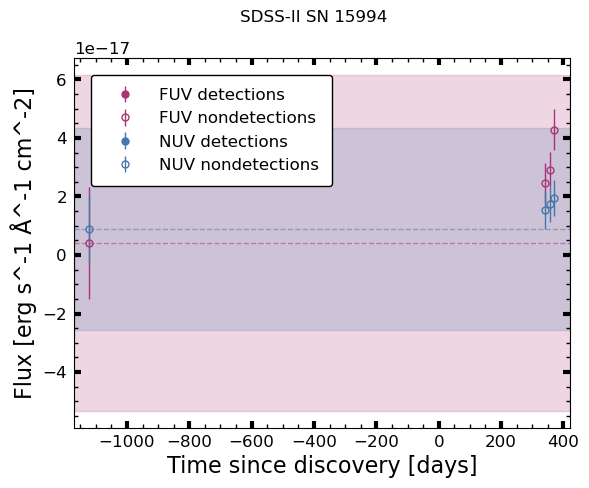 SDSS-II SN 15994
1e−17
6
4
2
0
−2
−4
Flux [erg s^-1 Å^-1 cm^-2]
FUV detections
FUV nondetections
NUV detections
NUV nondetections
−1000 −800 −600 −400 −200 0 200 400
Time since discovery [days]